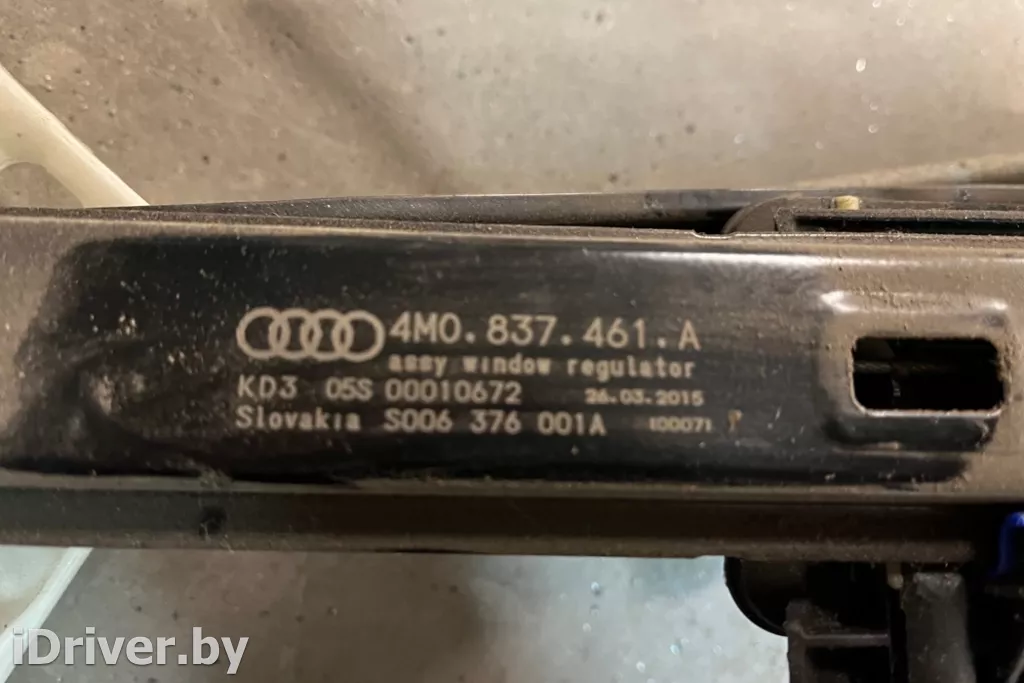 4M0.837.461.A
assy window regulator
KD3 05S 00010672 26.03.2015
Slovakia S006 376 001A 100071
iDriver.by